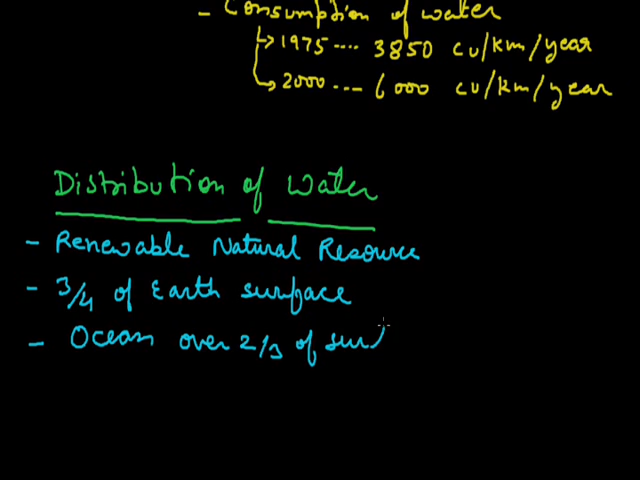 - Consumption of water
↳ 1975 .... 3850 cu/km/year
↳ 2000 ... 6000 cu/km/year
Distribution of water
- Renewable Natural Resource
- 3/4 of Earth surface
- Ocean over 2/3 of sur